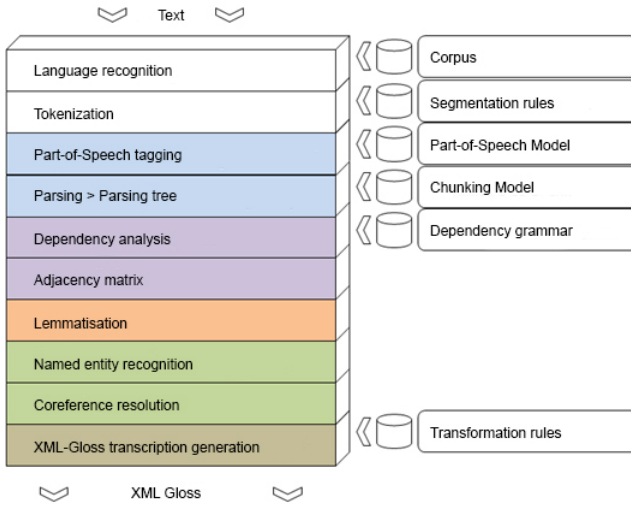 Text
Language recognition
Corpus
Tokenization
Segmentation rules
Part-of-Speech tagging
Part-of-Speech Model
Parsing > Parsing tree
Chunking Model
Dependency analysis
Dependency grammar
Adjacency matrix
Lemmatisation
Named entity recognition
Coreference resolution
XML-Gloss transcription generation
Transformation rules
XML Gloss